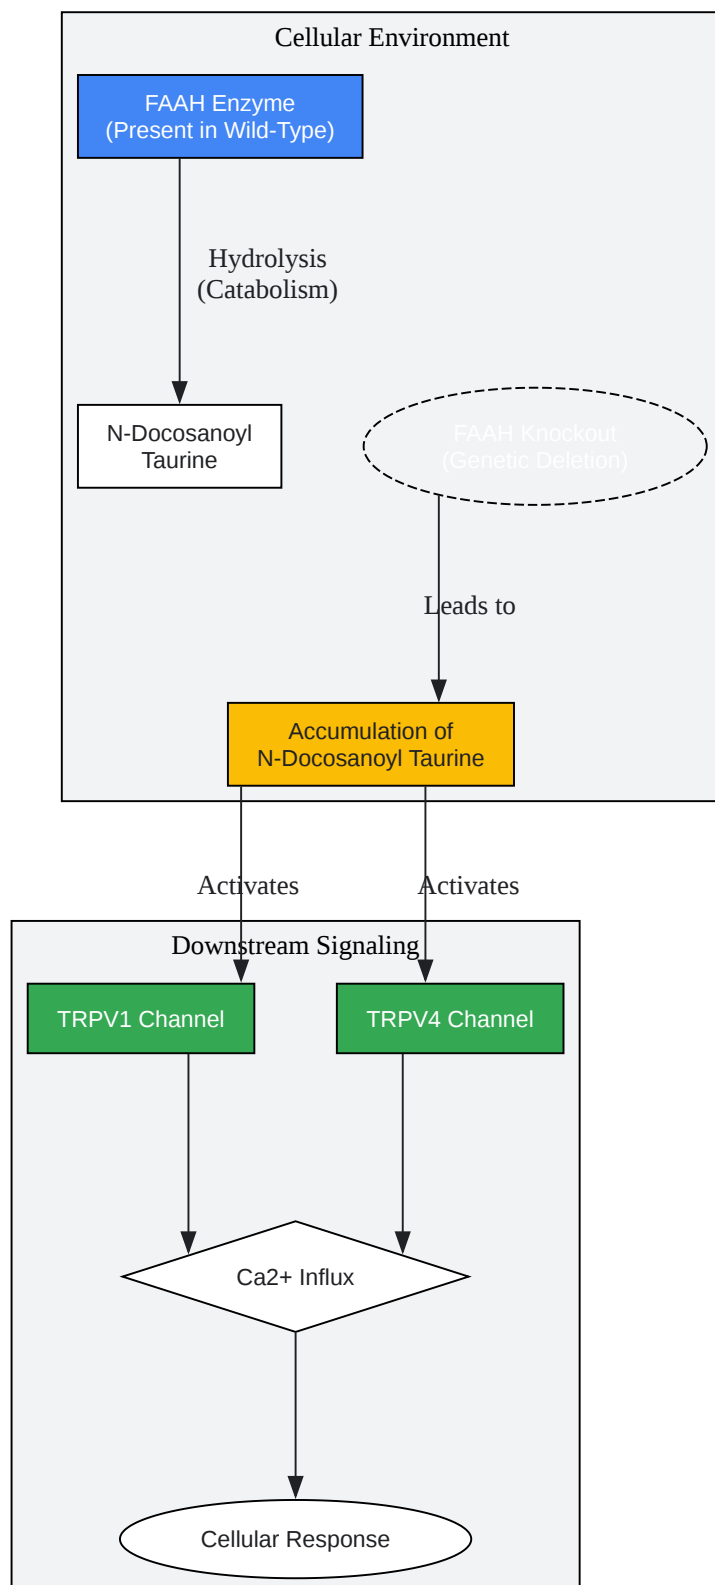 Cellular Environment
FAAH Enzyme
(Present in Wild-Type)
Hydrolysis
(Catabolism)
N-Docosanoyl
Taurine
FAAH Knockout
(Genetic Deletion)
Leads to
Accumulation of
N-Docosanoyl Taurine
Activates
Activates
Downstream Signaling
TRPV1 Channel
TRPV4 Channel
Ca2+ Influx
Cellular Response